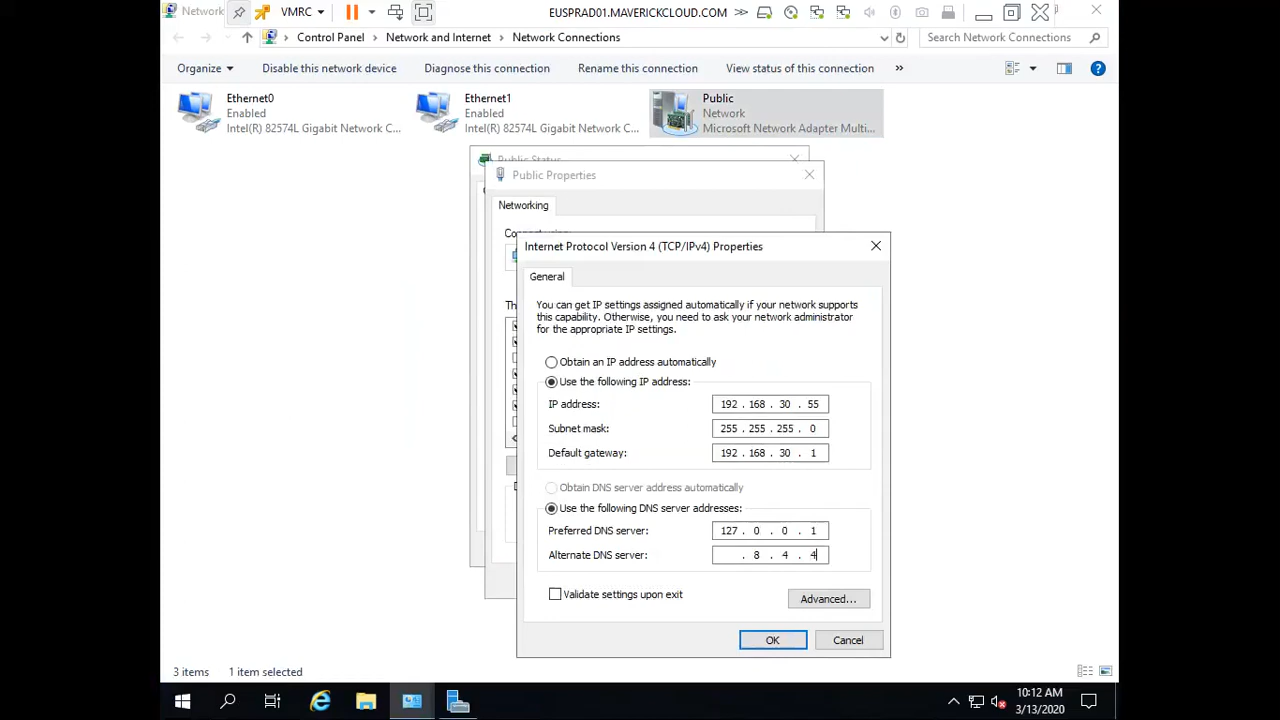 Network
VMRC
EUSPRAD01.MAVERICKCLOUD.COM
Control Panel
Network and Internet
Network Connections
Search Network Connections
Organize
Disable this network device
Diagnose this connection
Rename this connection
View status of this connection
»
Ethernet0
Enabled
Intel(R) 82574L Gigabit Network C...
Ethernet1
Enabled
Intel(R) 82574L Gigabit Network C...
Public
Network
Microsoft Network Adapter Multi...
Public Status
Public Properties
Networking
Internet Protocol Version 4 (TCP/IPv4) Properties
General
You can get IP settings assigned automatically if your network supports
this capability. Otherwise, you need to ask your network administrator
for the appropriate IP settings.
Obtain an IP address automatically
Use the following IP address:
IP address: 192 . 168 . 30 . 55
Subnet mask: 255 . 255 . 255 . 0
Default gateway: 192 . 168 . 30 . 1
Obtain DNS server address automatically
Use the following DNS server addresses:
Preferred DNS server: 127 . 0 . 0 . 1
Alternate DNS server: . 8 . 4 . 4
Validate settings upon exit
Advanced...
OK
Cancel
3 items
1 item selected
10:12 AM
3/13/2020